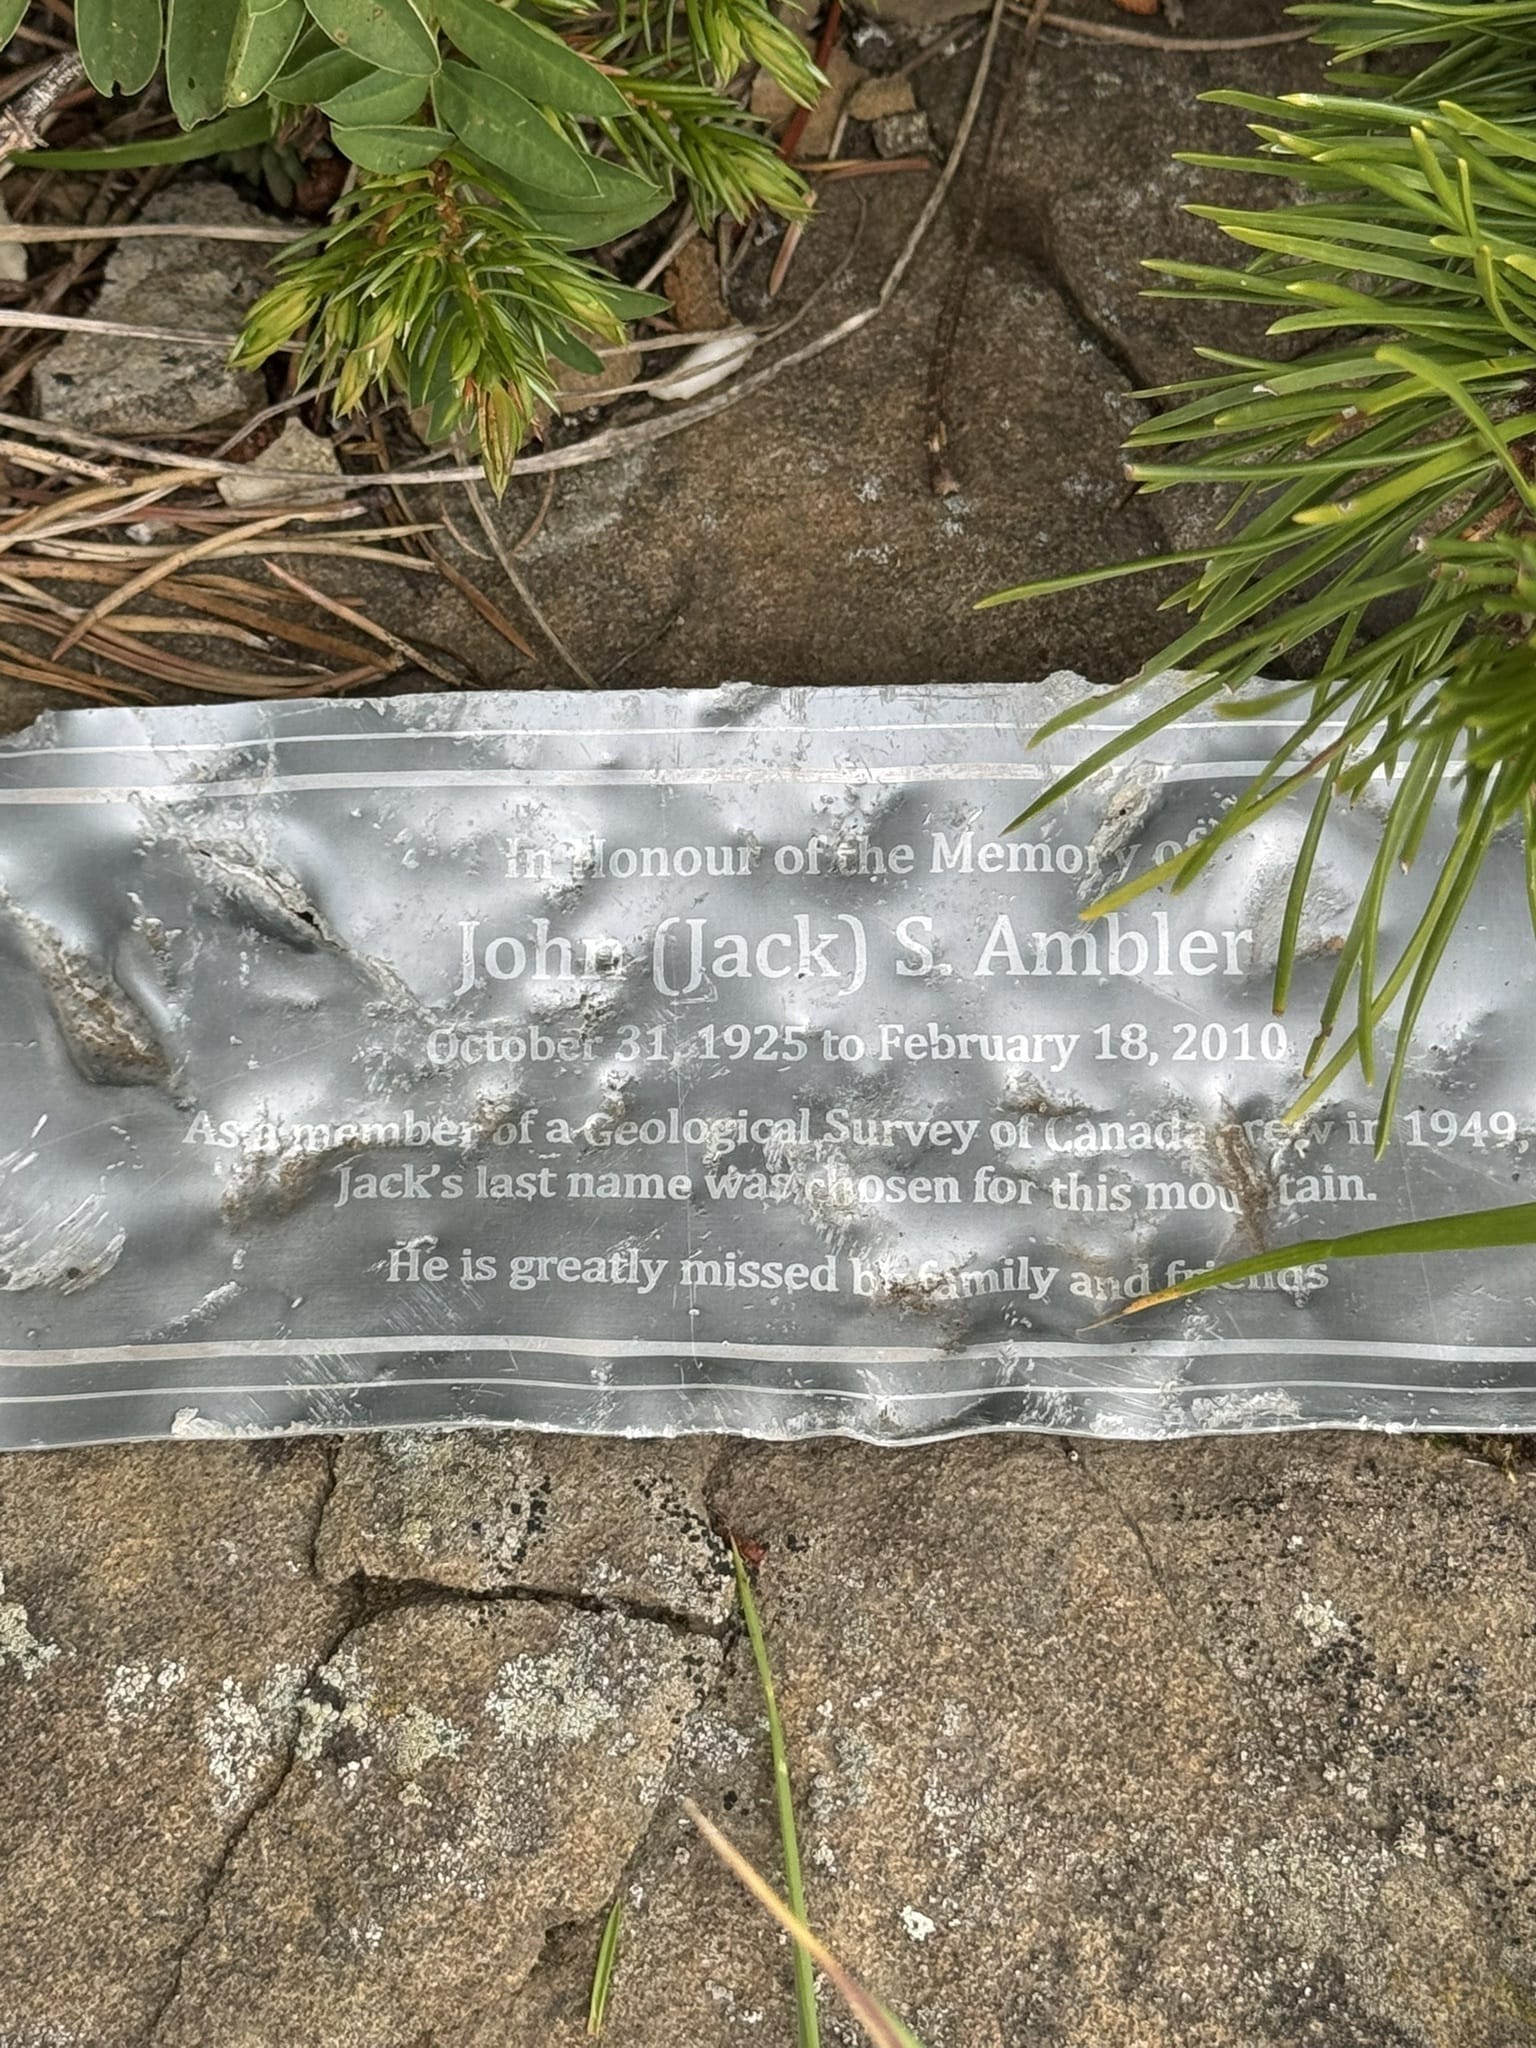 In Honour of the Memory of
John (Jack) S. Ambler
October 31, 1925 to February 18, 2010
As a member of a Geological Survey of Canada crew in 1949,
Jack's last name was chosen for this mountain.
He is greatly missed by family and friends